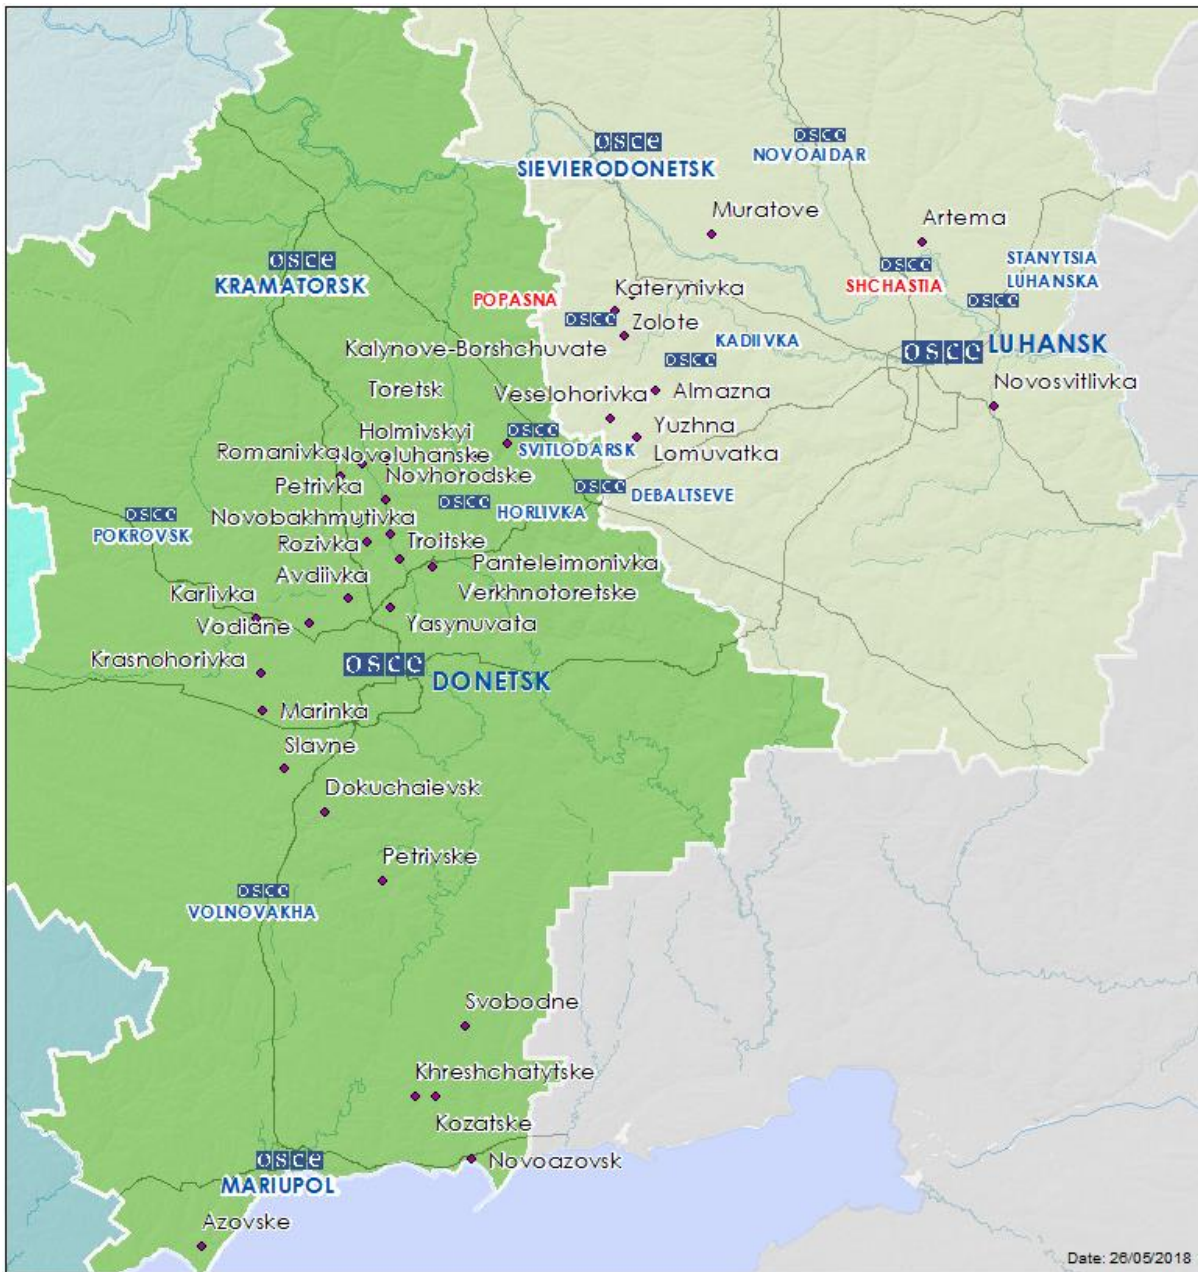 osce
SIEVIERODONETSK
osce
NOVOAIDAR
Muratove
Artema
osce
KRAMATORSK
STANYTSIA
LUHANSKA
osce
osce
SHCHASTIA
POPASNA
osce
Katerynivka
Zolote
Kalynove-Borshchuvate
KADIIVKA
osce
osce
LUHANSK
Novosvitlivka
Toretsk
Veselohorivka
Almazna
Yuzhna
Lomuvatka
Holmivskyi
osce
SVITLODARSK
Romanivka
Novoluhanske
Petrivka
Novhorodske
osce
DEBALTSEVE
osce
HORLIVKA
osce
POKROVSK
Novobakhmutivka
Rozivka
Troitske
Panteleimonivka
Avdiivka
Verkhnotoretske
Karlivka
Vodiane
Yasynuvata
Krasnohorivka
osce
DONETSK
Marinka
Slavne
Dokuchaievsk
Petrivske
osce
VOLNOVAKHA
Svobodne
Khreshchatytske
Kozatske
osce
MARIUPOL
Novoazovsk
Azovske
Date: 26/05/2018